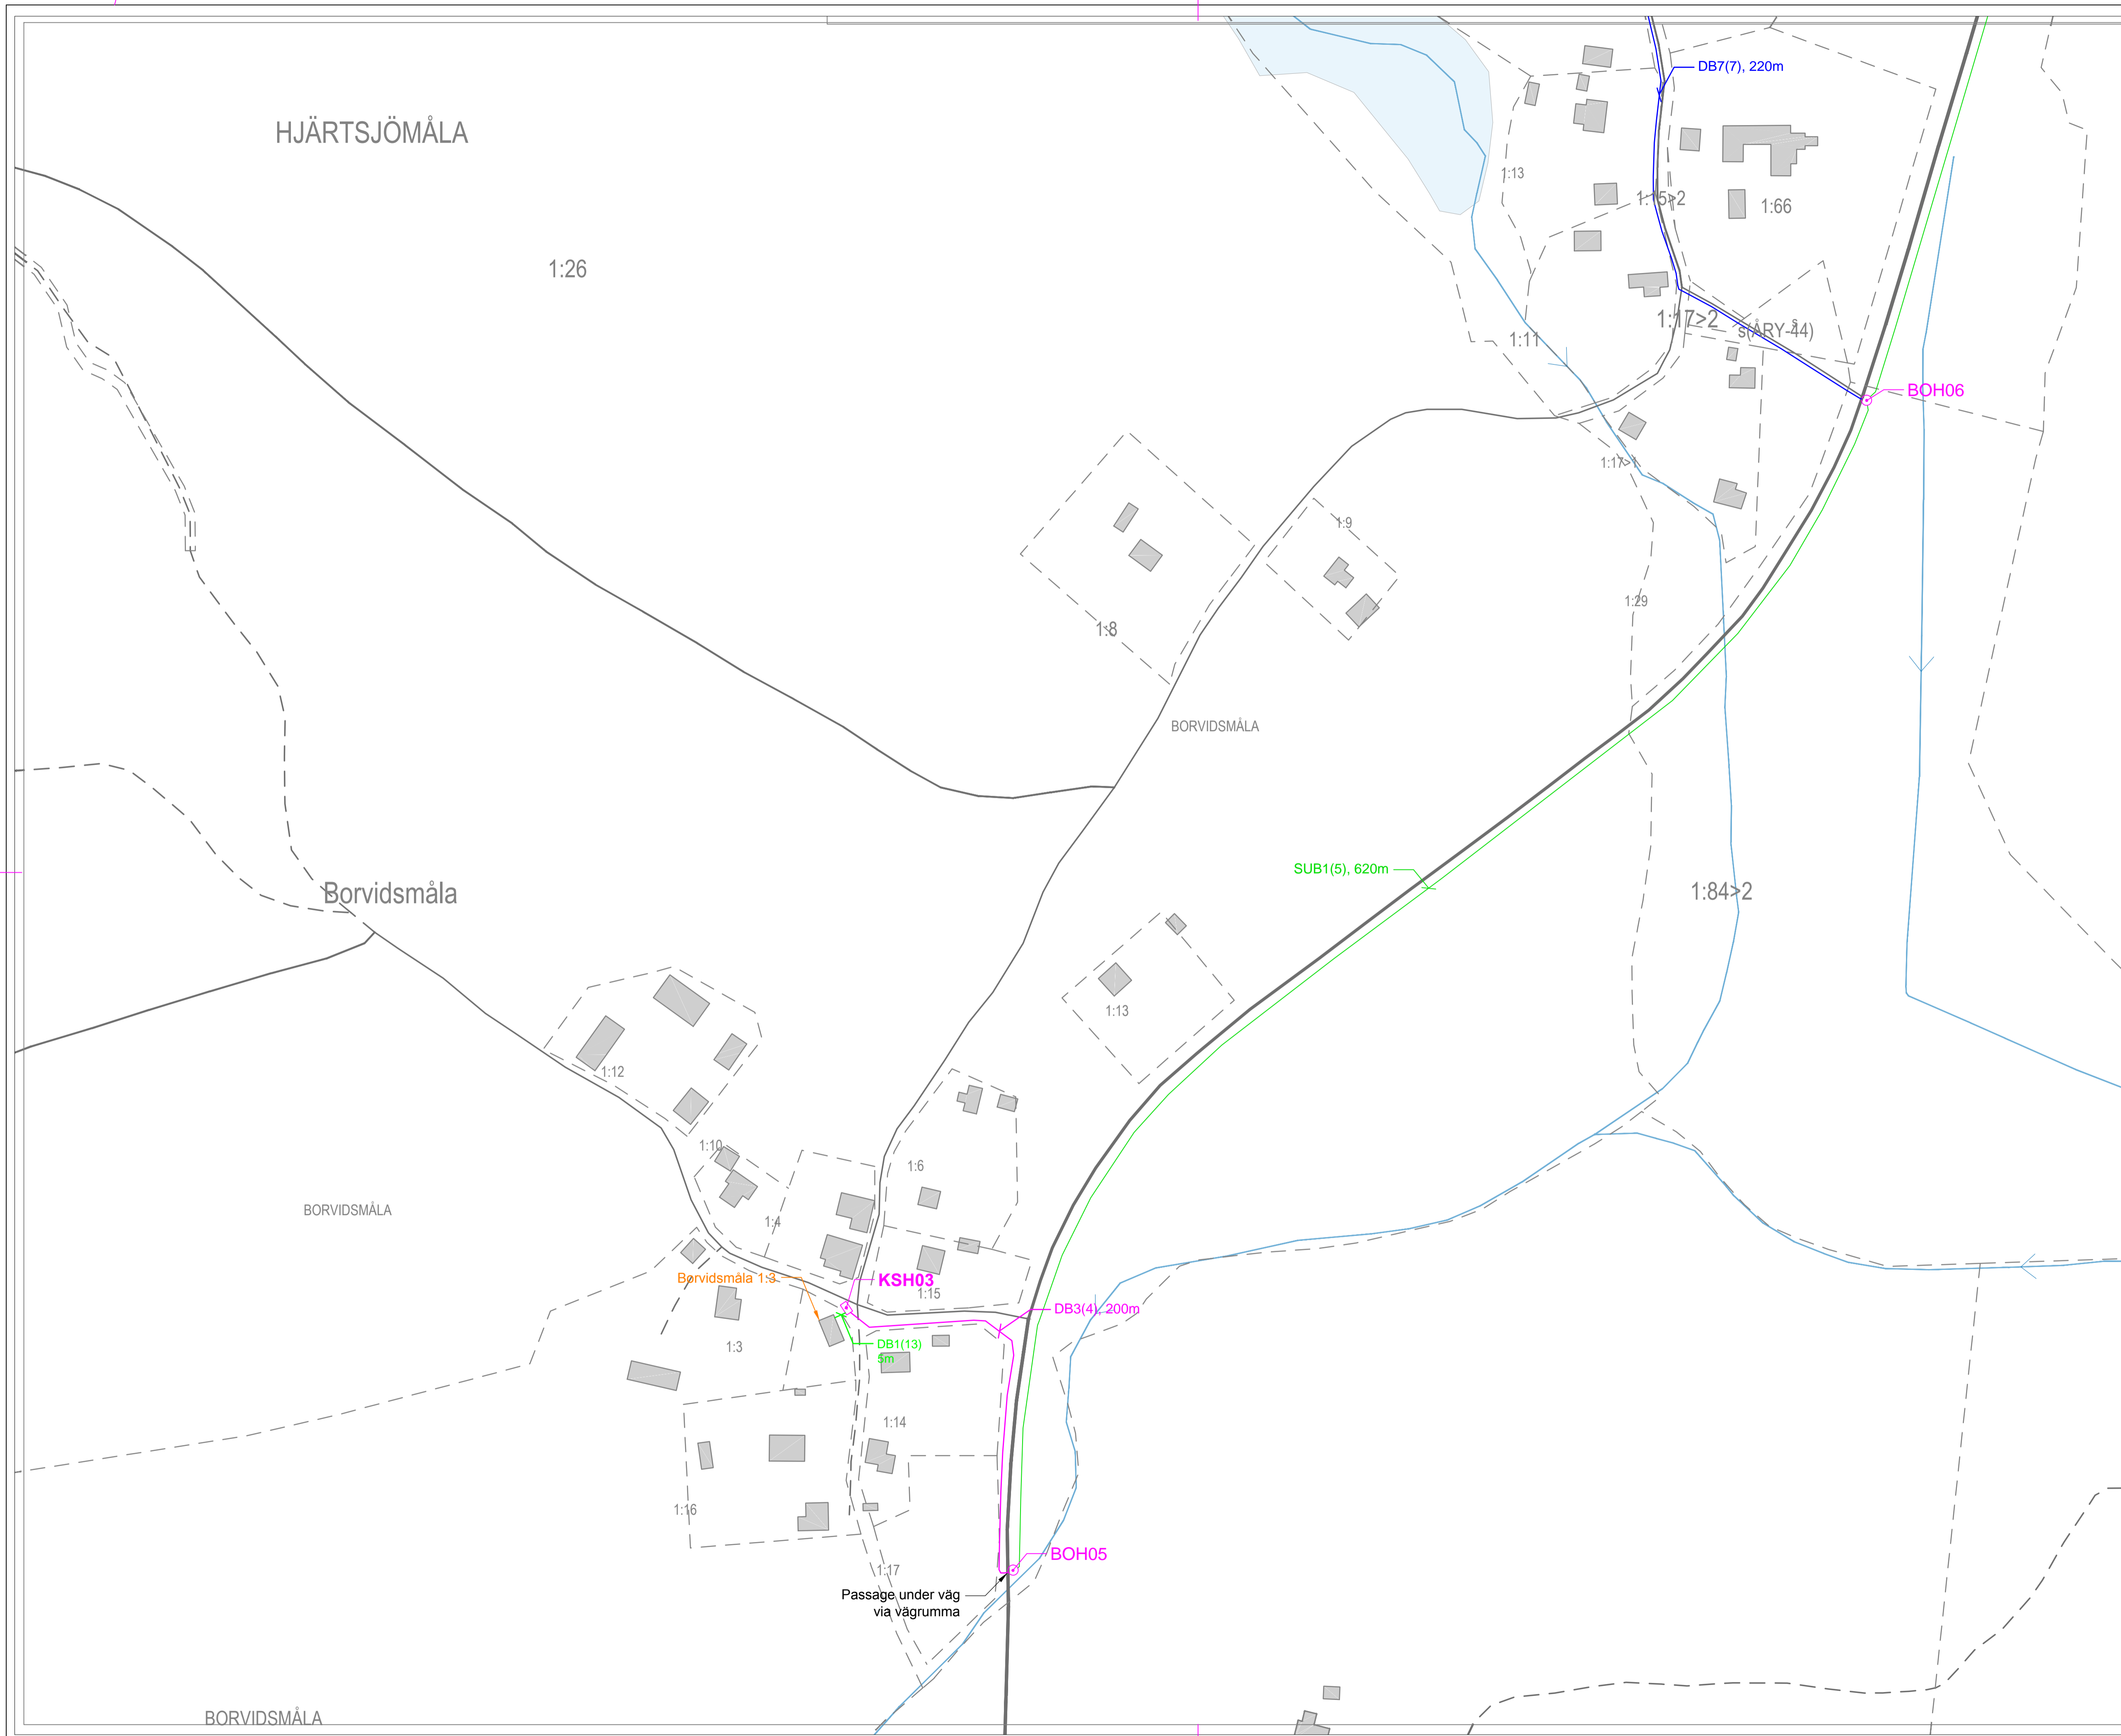 DB7(7), 220m
HJÄRTSJÖMÅLA
1:13
1:15>2
1:66
1:26
1:17>2
s(ÅRY-44)
s
1:11
BOH06
1:17>1
1:9
1:29
1:8
BORVIDSMÅLA
SUB1(5), 620m
Borvidsmåla
1:84>2
1:13
1:12
1:10
1:6
BORVIDSMÅLA
1:4
Borvidsmåla 1:3
KSH03
1:15
DB3(4), 200m
1:3
DB1(13)
5m
1:14
1:16
BOH05
1:17
Passage under väg
via vägrumma
BORVIDSMÅLA